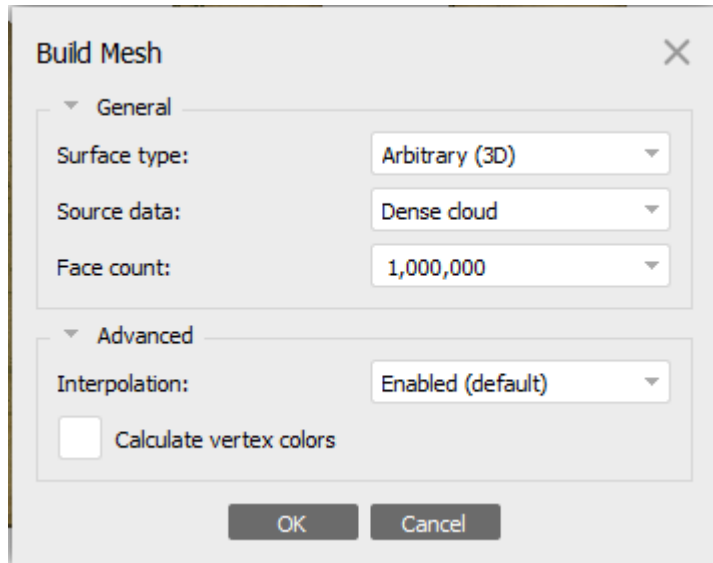 Build Mesh
General
Surface type: Arbitrary (3D)
Source data: Dense cloud
Face count: 1,000,000
Advanced
Interpolation: Enabled (default)
Calculate vertex colors
OK Cancel